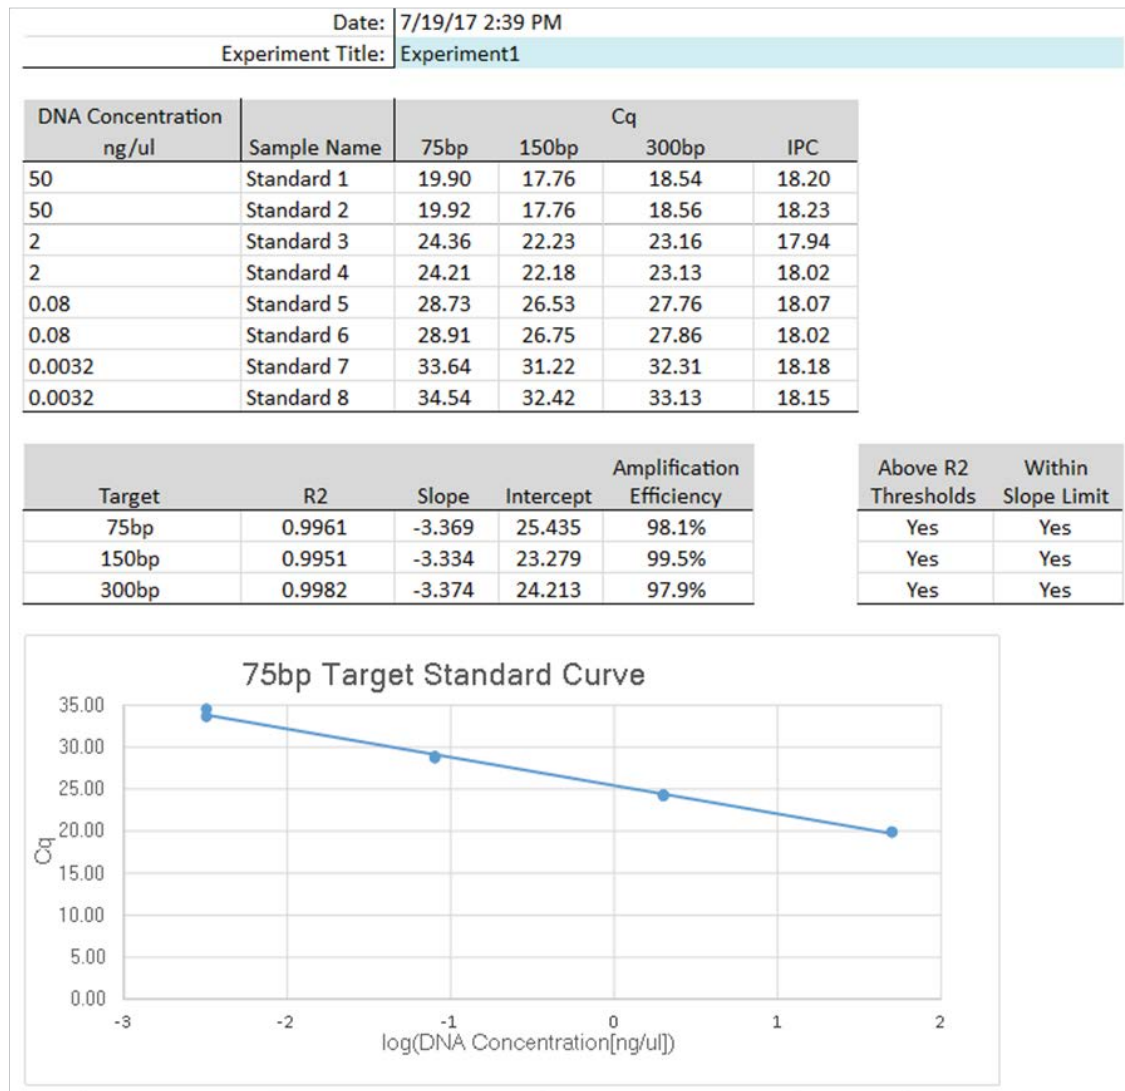 Date: 7/19/17 2:39 PM
Experiment Title: Experiment1
DNA Concentration Cq
ng/ul Sample Name 75bp 150bp 300bp IPC
50 Standard 1 19.90 17.76 18.54 18.20
50 Standard 2 19.92 17.76 18.56 18.23
2 Standard 3 24.36 22.23 23.16 17.94
2 Standard 4 24.21 22.18 23.13 18.02
0.08 Standard 5 28.73 26.53 27.76 18.07
0.08 Standard 6 28.91 26.75 27.86 18.02
0.0032 Standard 7 33.64 31.22 32.31 18.18
0.0032 Standard 8 34.54 32.42 33.13 18.15
Amplification Above R2 Within
Target R2 Slope Intercept Efficiency Thresholds Slope Limit
75bp 0.9961 -3.369 25.435 98.1% Yes Yes
150bp 0.9951 -3.334 23.279 99.5% Yes Yes
300bp 0.9982 -3.374 24.213 97.9% Yes Yes
75bp Target Standard Curve
35.00
30.00
25.00
20.00
15.00
10.00
5.00
0.00
Cq
-3 -2 -1 0 1 2
log(DNA Concentration[ng/ul])